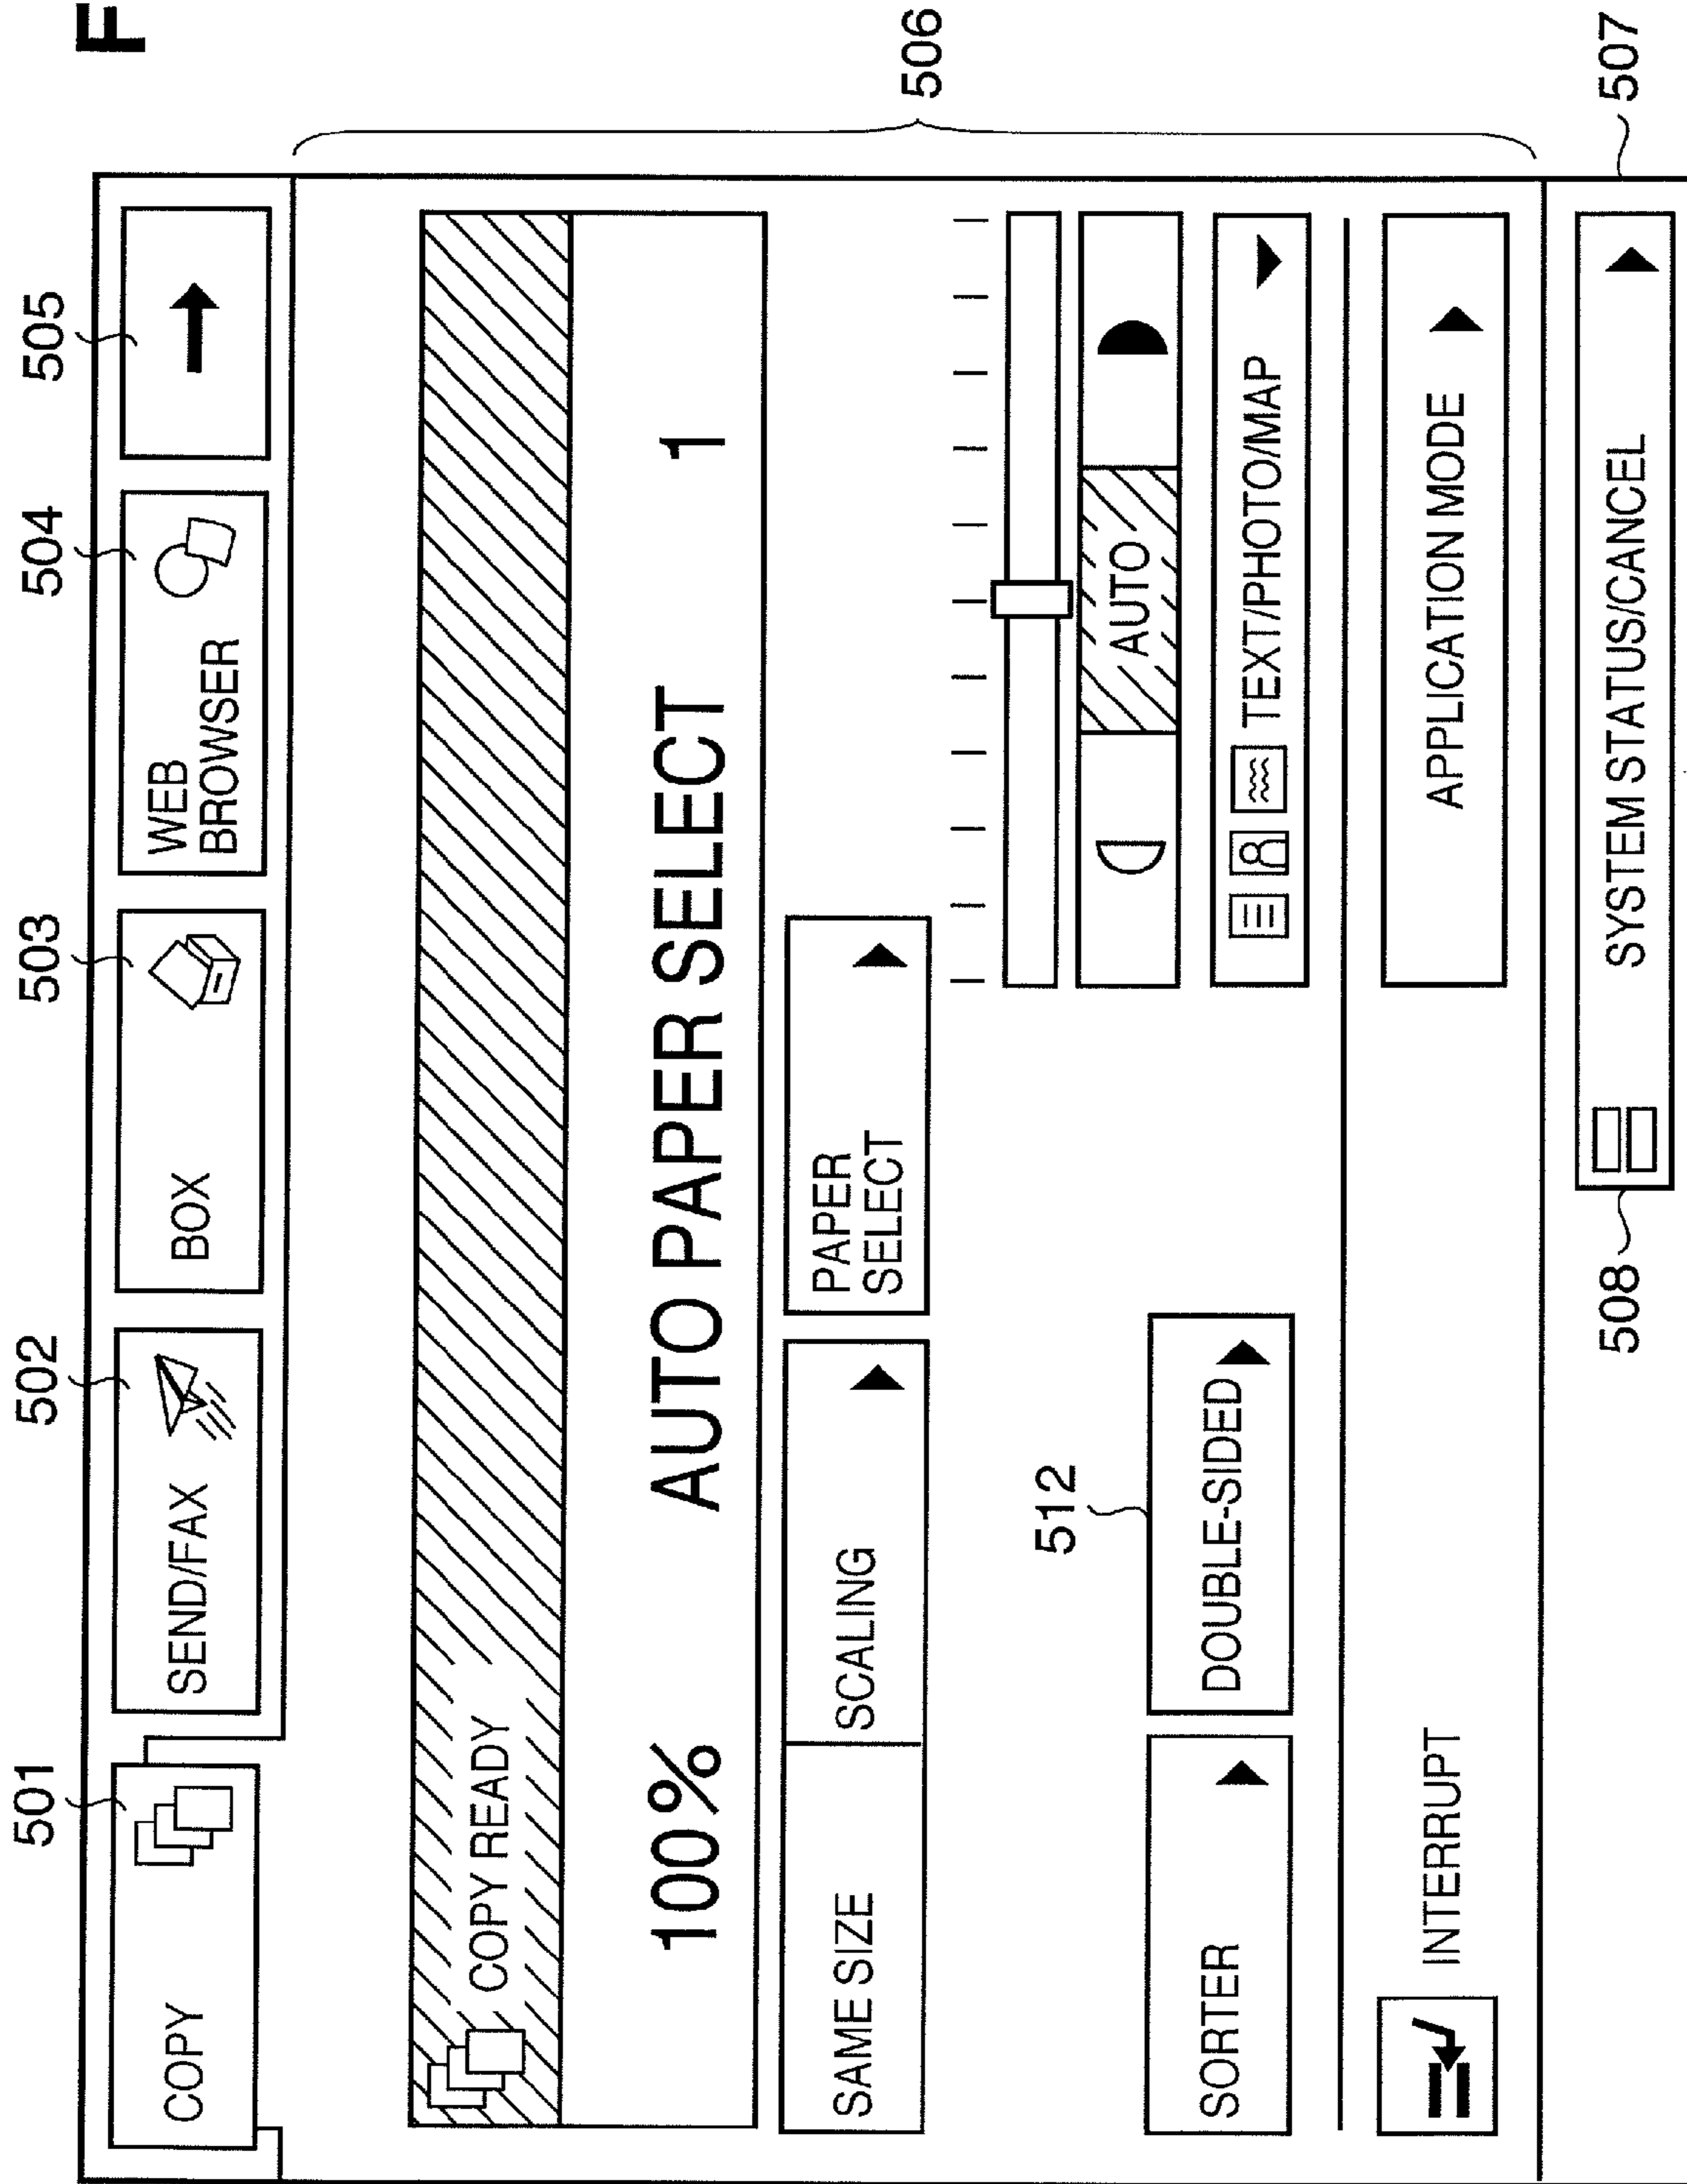 F
501
502
503
504
505
COPY
SEND/FAX
BOX
WEB
BROWSER
COPY READY
100% AUTO PAPER SELECT 1
SAME SIZE
SCALING
PAPER
SELECT
506
512
SORTER
DOUBLE-SIDED
AUTO
TEXT/PHOTO/MAP
INTERRUPT
APPLICATION MODE
508
SYSTEM STATUS/CANCEL
507